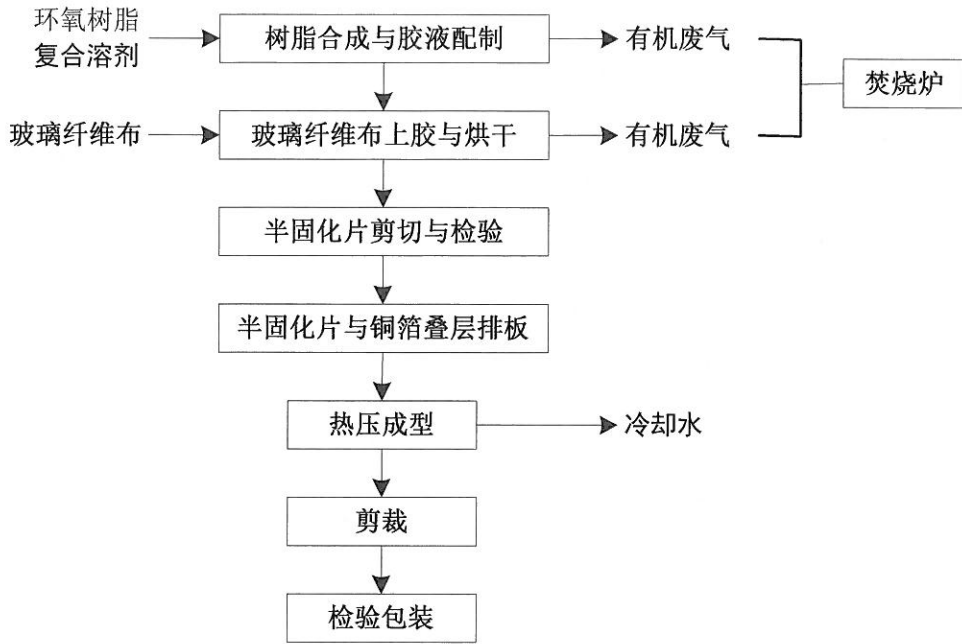 环氧树脂
复合溶剂
树脂合成与胶液配制
有机废气
焚烧炉
玻璃纤维布
玻璃纤维布上胶与烘干
有机废气
半固化片剪切与检验
半固化片与铜箔叠层排板
热压成型
冷却水
剪裁
检验包装